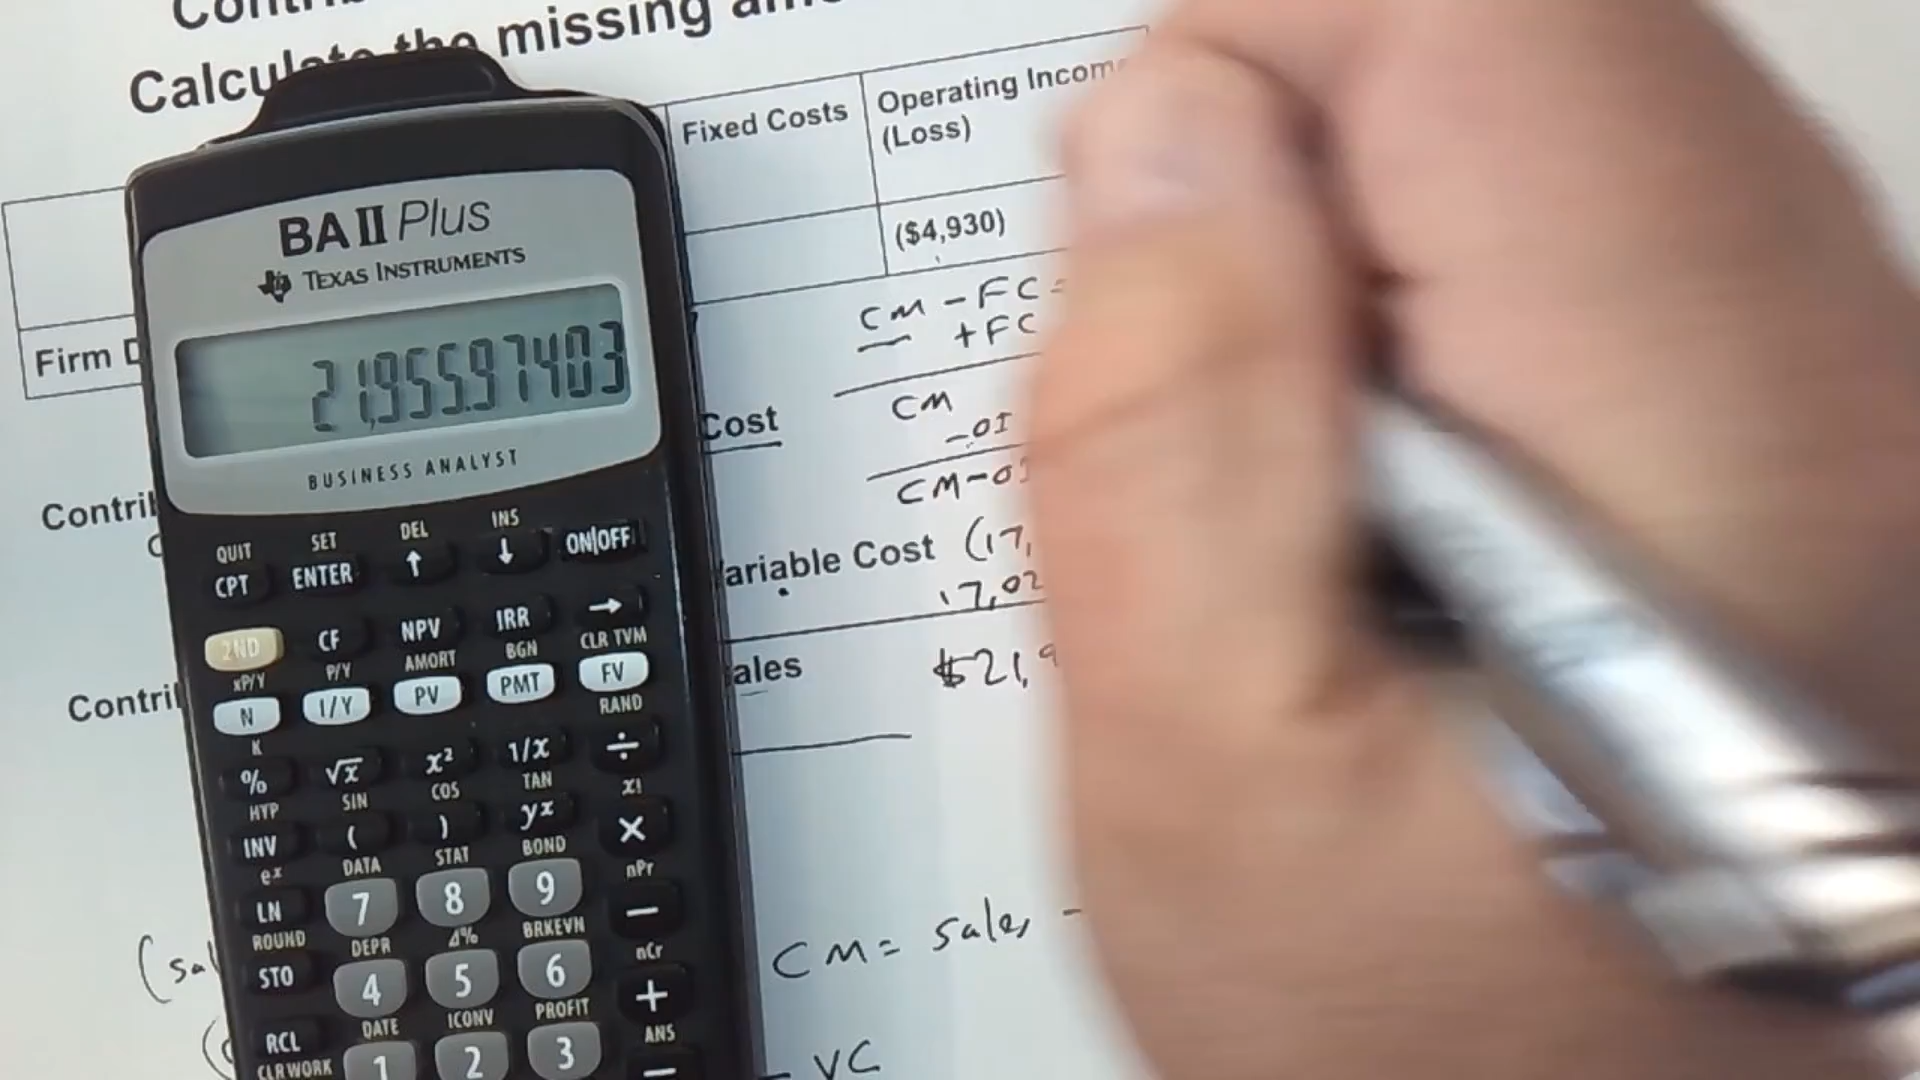 Calculate the missing
Fixed Costs
Operating Income
(Loss)
($4,930)
Firm
CM - FC =
+ FC
CM
- OI
CM - OI
Cost
Variable Cost (17,
17,02
Sales
$21,9
CM = Sales -
- VC
BA II Plus
TEXAS INSTRUMENTS
21,955.97403
BUSINESS ANALYST
QUIT SET DEL INS
CPT ENTER ↑ ↓ ON|OFF
2ND CF NPV IRR →
xP/Y P/Y AMORT BGN CLR TVM
N I/Y PV PMT FV
K RAND
% √x x² 1/x ÷
HYP SIN COS TAN x!
INV ( ) yx ×
ex DATA STAT BOND nPr
LN 7 8 9 −
ROUND DEPR Δ% BRKEVN nCr
STO 4 5 6 +
DATE ICONV PROFIT ANS
RCL 1 2 3
CLR WORK